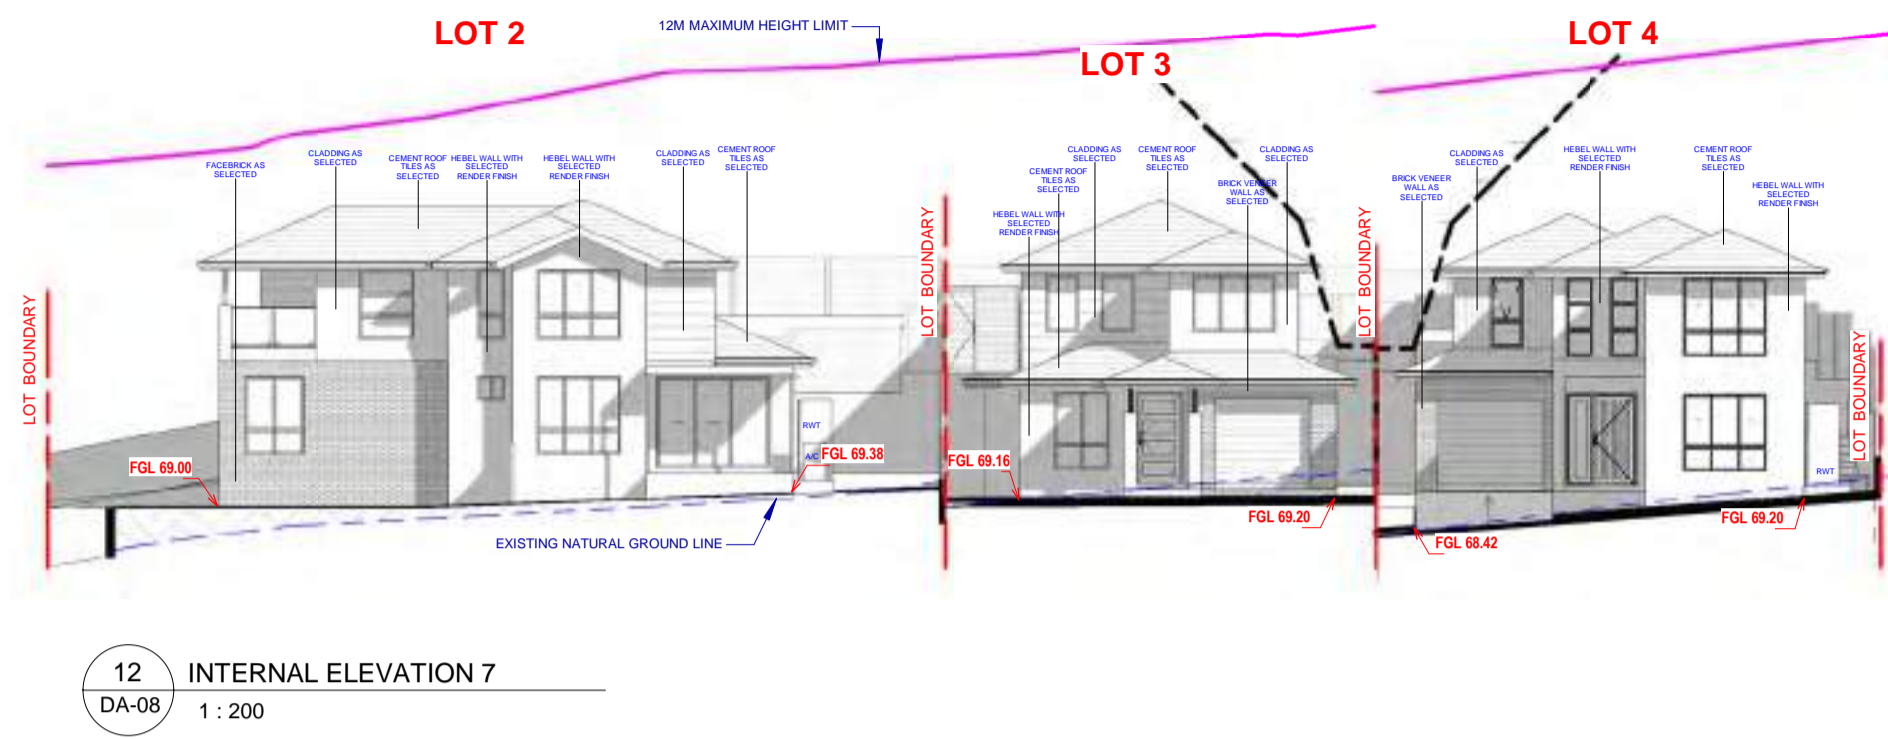 LOT 2
12M MAXIMUM HEIGHT LIMIT
LOT 3
LOT 4
FACEBRICK AS
SELECTED
CLADDING AS
SELECTED
CEMENT ROOF
TILES AS
SELECTED
HEBEL WALL WITH
SELECTED
RENDER FINISH
HEBEL WALL WITH
SELECTED
RENDER FINISH
CLADDING AS
SELECTED
CEMENT ROOF
TILES AS
SELECTED
HEBEL WALL WITH
SELECTED
RENDER FINISH
CEMENT ROOF
TILES AS
SELECTED
CLADDING AS
SELECTED
CEMENT ROOF
TILES AS
SELECTED
BRICK VENEER
WALL AS
SELECTED
CLADDING AS
SELECTED
BRICK VENEER
WALL AS
SELECTED
CLADDING AS
SELECTED
HEBEL WALL WITH
SELECTED
RENDER FINISH
CEMENT ROOF
TILES AS
SELECTED
HEBEL WALL WITH
SELECTED
RENDER FINISH
LOT BOUNDARY
LOT BOUNDARY
LOT BOUNDARY
LOT BOUNDARY
RWT
A/C
RWT
FGL 69.00
FGL 69.38
FGL 69.16
FGL 69.20
FGL 68.42
FGL 69.20
EXISTING NATURAL GROUND LINE
12
DA-08
INTERNAL ELEVATION 7
1 : 200